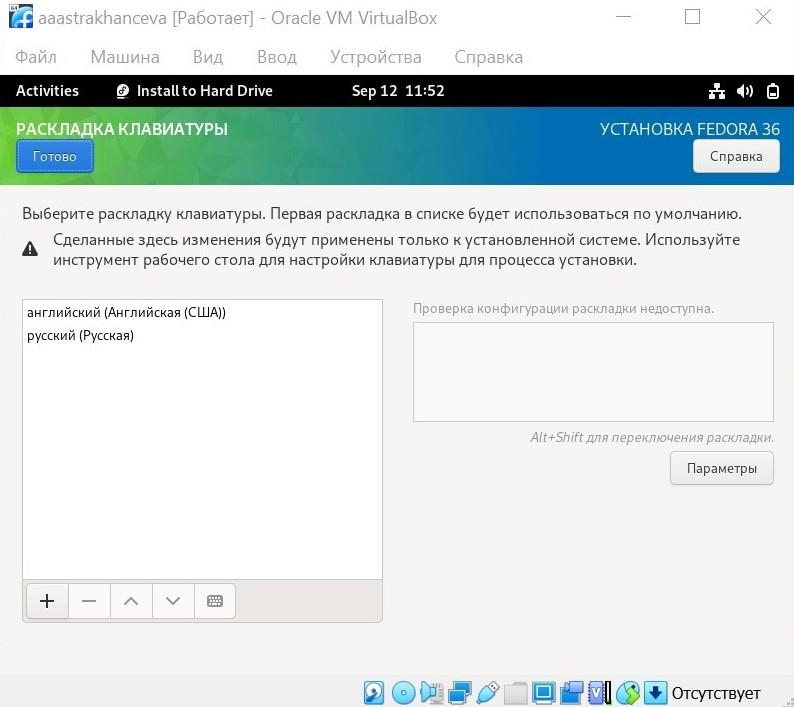 aaastrakhanceva [Работает] - Oracle VM VirtualBox
Файл Машина Вид Ввод Устройства Справка
Activities Install to Hard Drive Sep 12 11:52
РАСКЛАДКА КЛАВИАТУРЫ УСТАНОВКА FEDORA 36
Готово Справка
Выберите раскладку клавиатуры. Первая раскладка в списке будет использоваться по умолчанию.
Сделанные здесь изменения будут применены только к установленной системе. Используйте
инструмент рабочего стола для настройки клавиатуры для процесса установки.
английский (Английская (США))
русский (Русская)
Проверка конфигурации раскладки недоступна.
Alt+Shift для переключения раскладки.
Параметры
Отсутствует